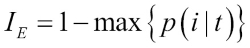 I_E = 1 − max{p(i | t)}